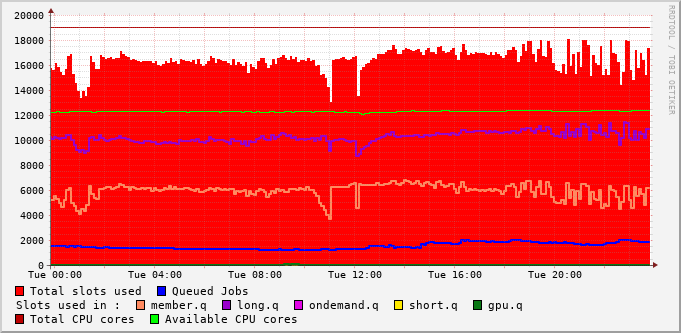 20000
18000
16000
14000
12000
10000
8000
6000
4000
2000
0
Tue 00:00 Tue 04:00 Tue 08:00 Tue 12:00 Tue 16:00 Tue 20:00
Total slots used Queued Jobs
Slots used in : member.q long.q ondemand.q short.q gpu.q
Total CPU cores Available CPU cores
RRDTOOL / TOBI OETIKER